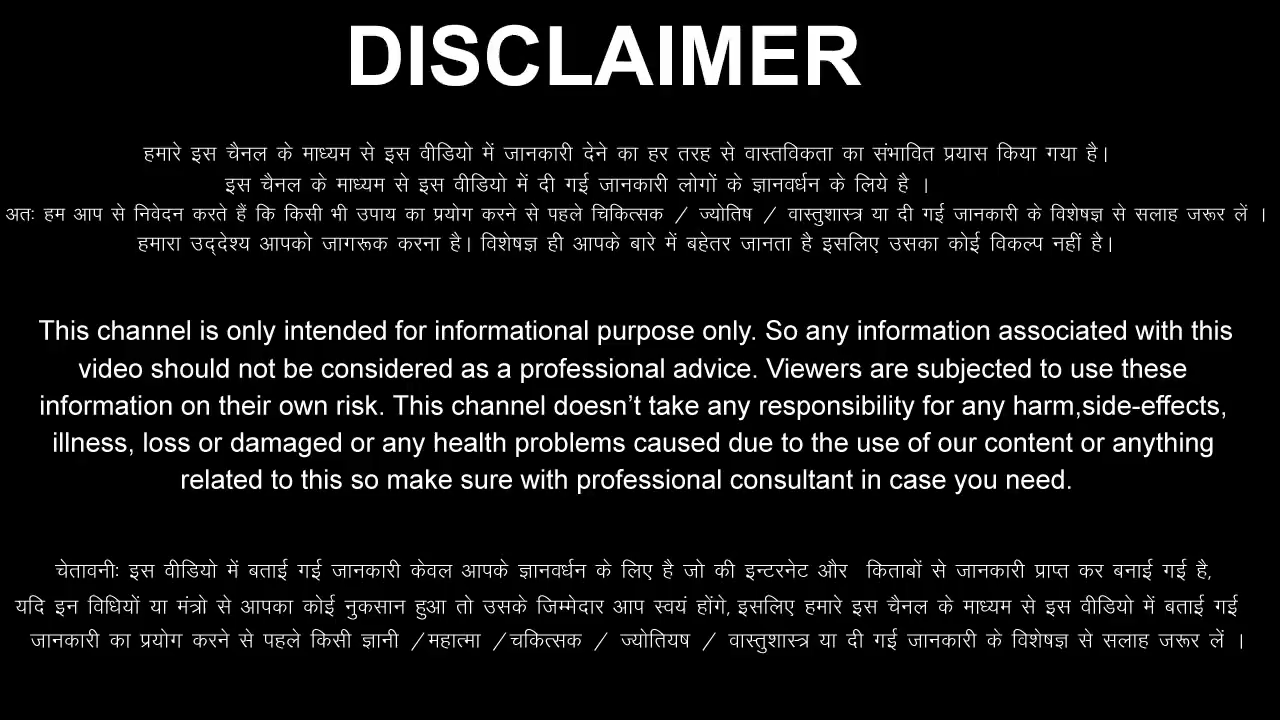 DISCLAIMER
हमारे इस चैनल के माध्यम से इस वीडियो में जानकारी देने का हर तरह से वास्तविकता का संभावित प्रयास किया गया है।
इस चैनल के माध्यम से इस वीडियो में दी गई जानकारी लोगों के ज्ञानवर्धन के लिये है ।
अतः हम आप से निवेदन करते हैं कि किसी भी उपाय का प्रयोग करने से पहले चिकित्सक / ज्योतिष / वास्तुशास्त्र या दी गई जानकारी के विशेषज्ञ से सलाह जरूर लें ।
हमारा उद्देश्य आपको जागरूक करना है। विशेषज्ञ ही आपके बारे में बहेतर जानता है इसलिए उसका कोई विकल्प नहीं है।
This channel is only intended for informational purpose only. So any information associated with this
video should not be considered as a professional advice. Viewers are subjected to use these
information on their own risk. This channel doesn’t take any responsibility for any harm,side-effects,
illness, loss or damaged or any health problems caused due to the use of our content or anything
related to this so make sure with professional consultant in case you need.
चेतावनीः इस वीडियो में बताई गई जानकारी केवल आपके ज्ञानवर्धन के लिए है जो की इन्टरनेट और किताबों से जानकारी प्राप्त कर बनाई गई है,
यदि इन विधियों या मंत्रो से आपका कोई नुकसान हुआ तो उसके जिम्मेदार आप स्वयं होंगे, इसलिए हमारे इस चैनल के माध्यम से इस वीडियो में बताई गई
जानकारी का प्रयोग करने से पहले किसी ज्ञानी /महात्मा /चकित्सक / ज्योतियष / वास्तुशास्त्र या दी गई जानकारी के विशेषज्ञ से सलाह जरूर लें ।